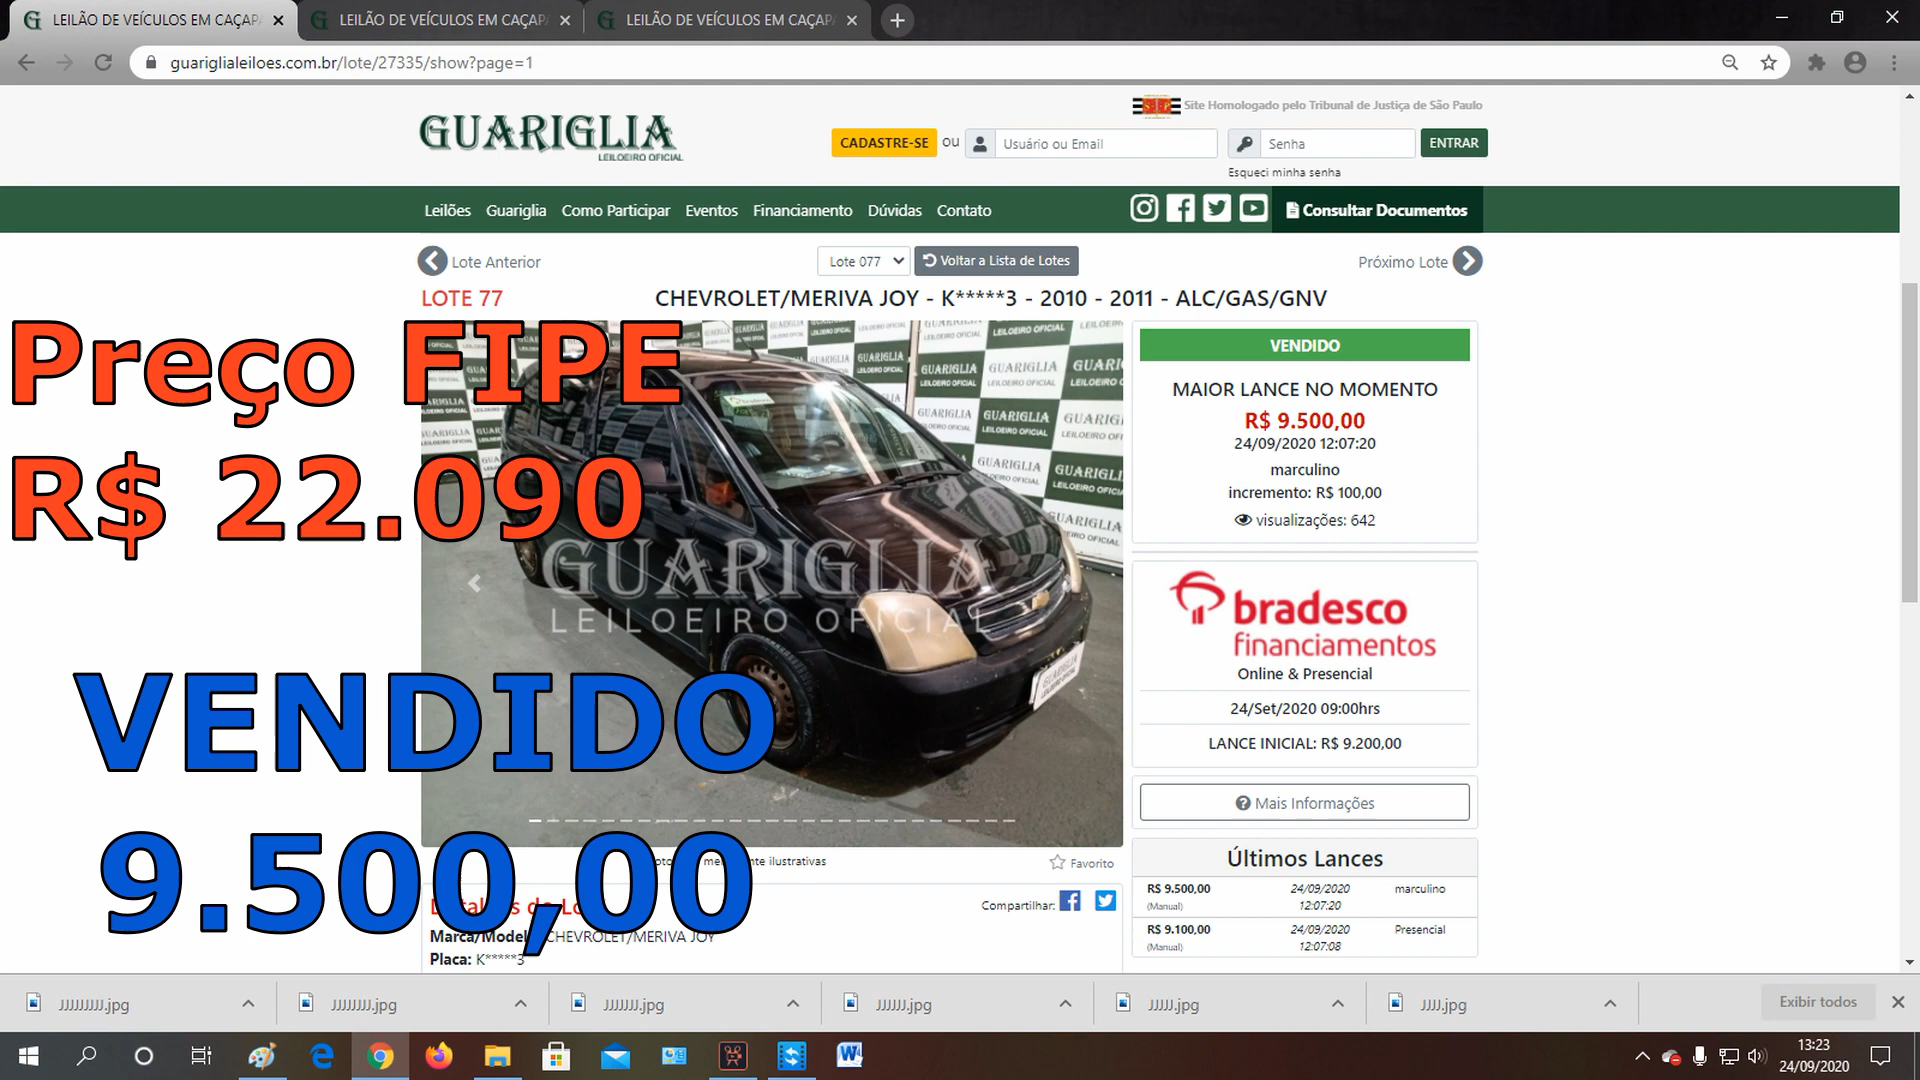 LEILÃO DE VEÍCULOS EM CAÇAPA
LEILÃO DE VEÍCULOS EM CAÇAPA
LEILÃO DE VEÍCULOS EM CAÇAPA
guariglialeiloes.com.br/lote/27335/show?page=1
Site Homologado pelo Tribunal de Justiça de São Paulo
GUARIGLIA
LEILOEIRO OFICIAL
CADASTRE-SE ou Usuário ou Email Senha ENTRAR
Esqueci minha senha
Leilões Guariglia Como Participar Eventos Financiamento Dúvidas Contato Consultar Documentos
Lote Anterior Lote 077 Voltar a Lista de Lotes Próximo Lote
LOTE 77 CHEVROLET/MERIVA JOY - K*****3 - 2010 - 2011 - ALC/GAS/GNV
Preço FIPE
R$ 22.090
VENDIDO
9.500,00
GUARIGLIA
LEILOEIRO OFICIAL
VENDIDO
MAIOR LANCE NO MOMENTO
R$ 9.500,00
24/09/2020 12:07:20
marculino
incremento: R$ 100,00
visualizações: 642
bradesco
financiamentos
Online & Presencial
24/Set/2020 09:00hrs
LANCE INICIAL: R$ 9.200,00
Mais Informações
Últimos Lances
R$ 9.500,00 24/09/2020 marculino
(Manual) 12:07:20
R$ 9.100,00 24/09/2020 Presencial
(Manual) 12:07:08
ilustrativas
Favorito
Compartilhar:
Marca/Model CHEVROLET/MERIVA JOY
Placa: K*****3
JJJJJJJJJ.jpg
JJJJJJJJ.jpg
JJJJJJJ.jpg
JJJJJJ.jpg
JJJJJ.jpg
JJJJ.jpg
Exibir todos
13:23
24/09/2020